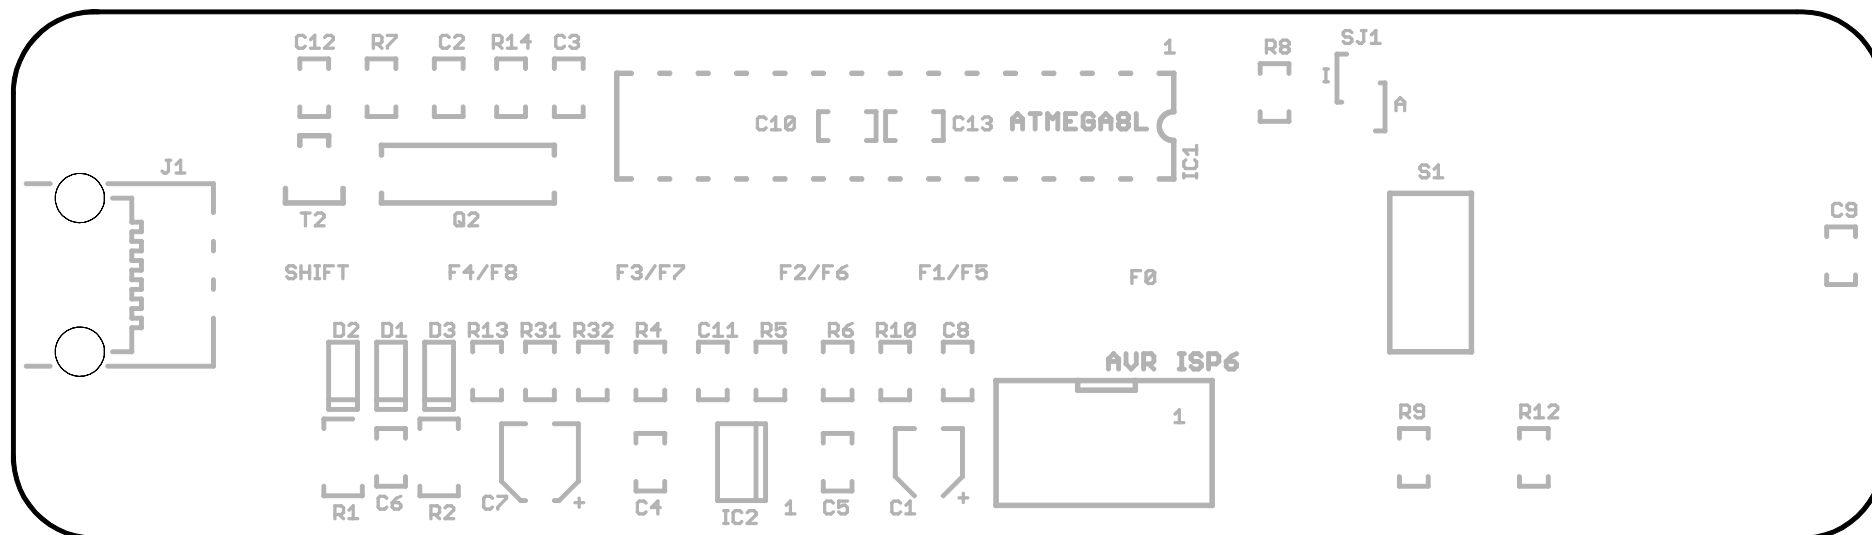 C12 R7 C2 R14 C3 1 R8 SJ1
I
A
C10 C13 ATMEGA8L
IC1
J1 S1
T2 Q2 C9
SHIFT F4/F8 F3/F7 F2/F6 F1/F5 F0
D2 D1 D3 R13 R31 R32 R4 C11 R5 R6 R10 C8
AVR ISP6
1 R9 R12
R1 C6 R2 C7 + C4 IC2 1 C5 C1 +